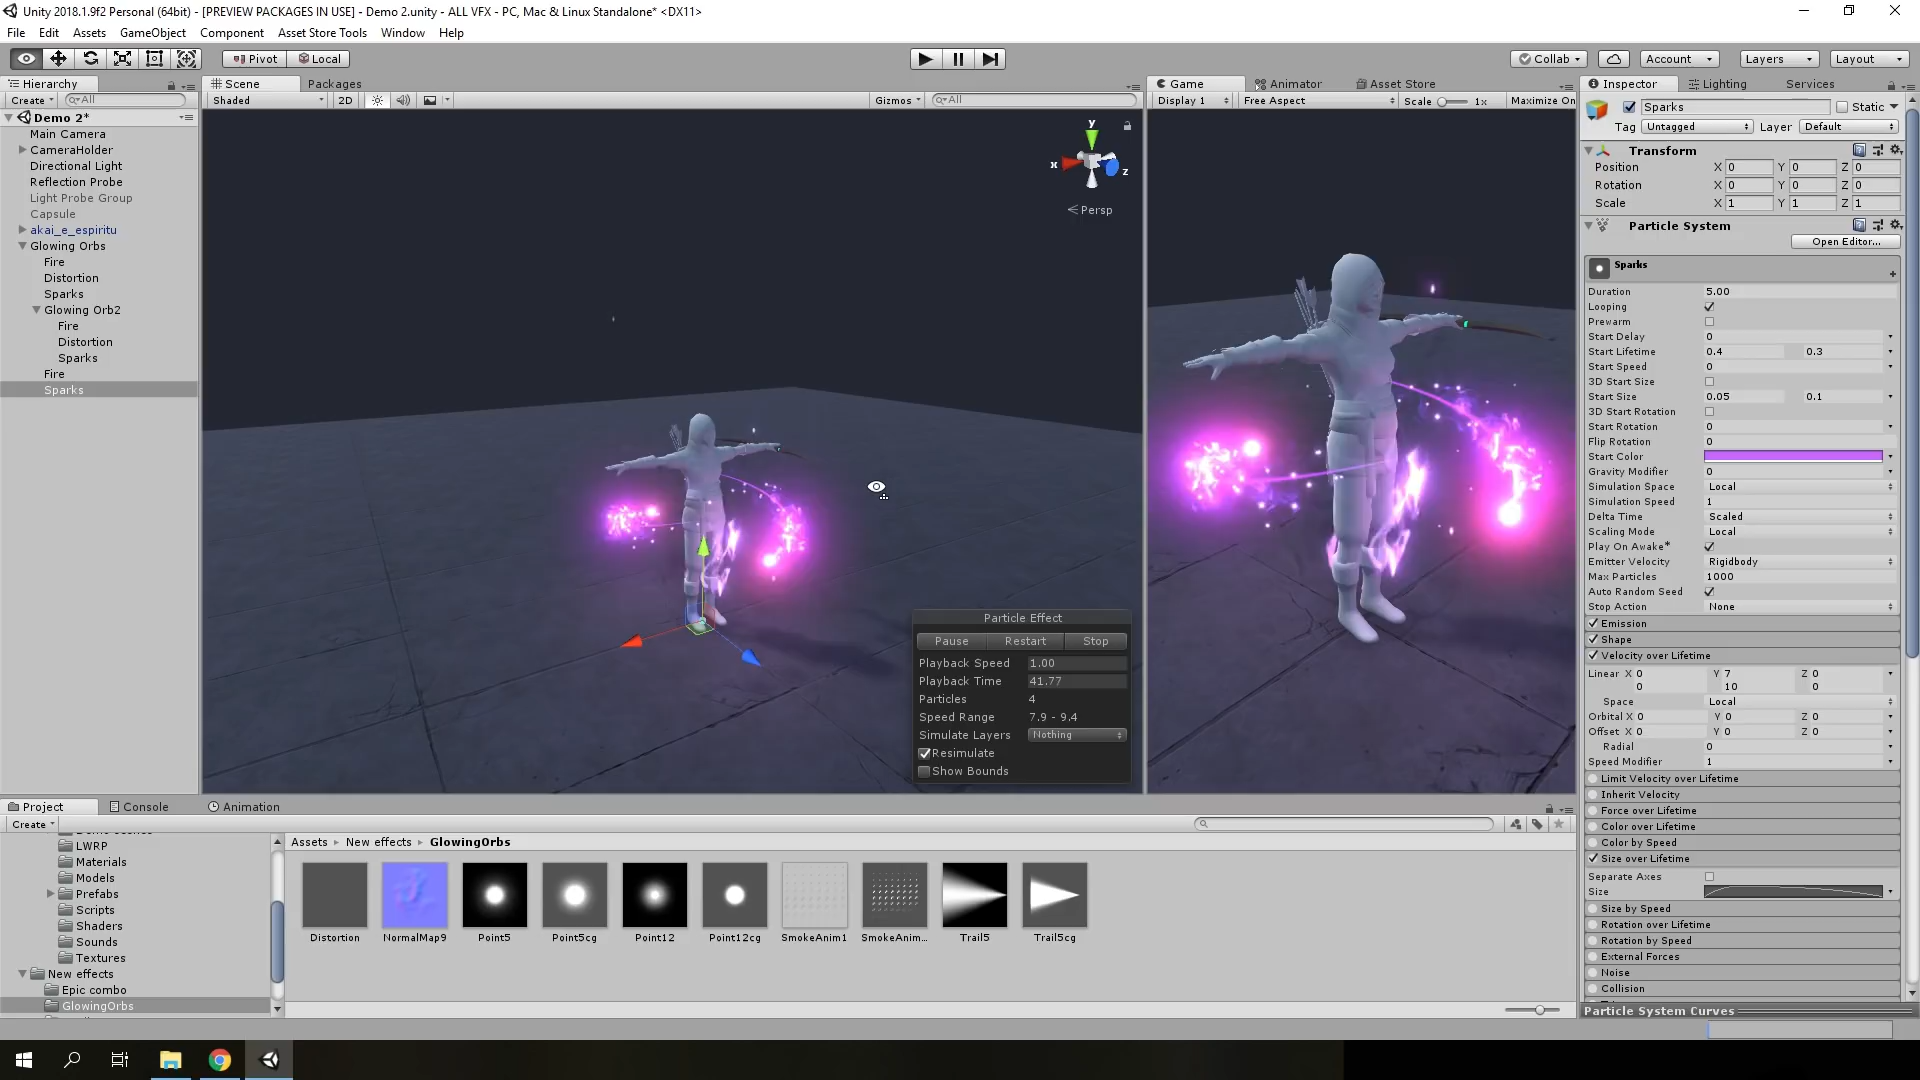 Unity 2018.1.9f2 Personal (64bit) - [PREVIEW PACKAGES IN USE] - Demo 2.unity - ALL VFX - PC, Mac & Linux Standalone* <DX11>
File Edit Assets GameObject Component Asset Store Tools Window Help
Pivot Local Collab Account Layers Layout
Hierarchy Scene Packages Game Animator Asset Store Inspector Lighting Services
Create All Shaded 2D Gizmos All Display 1 Free Aspect Scale 1x Maximize On
Sparks Static
Tag Untagged Layer Default
Demo 2*
Main Camera
CameraHolder
Directional Light
Reflection Probe
Light Probe Group
Capsule
akai_e_espiritu
Glowing Orbs
Fire
Distortion
Sparks
Glowing Orb2
Fire
Distortion
Sparks
Fire
Sparks
y
x
z
Persp
Particle Effect
Pause Restart Stop
Playback Speed 1.00
Playback Time 41.77
Particles 4
Speed Range 7.9 - 9.4
Simulate Layers Nothing
Resimulate
Show Bounds
Transform
Position X 0 Y 0 Z 0
Rotation X 0 Y 0 Z 0
Scale X 1 Y 1 Z 1
Particle System
Open Editor...
Sparks
+
Duration 5.00
Looping
Prewarm
Start Delay 0
Start Lifetime 0.4 0.3
Start Speed 0
3D Start Size
Start Size 0.05 0.1
3D Start Rotation
Start Rotation 0
Flip Rotation 0
Start Color
Gravity Modifier 0
Simulation Space Local
Simulation Speed 1
Delta Time Scaled
Scaling Mode Local
Play On Awake*
Emitter Velocity Rigidbody
Max Particles 1000
Auto Random Seed
Stop Action None
Emission
Shape
Velocity over Lifetime
Linear X 0 Y 7 Z 0
0 10 0
Space Local
Orbital X 0 Y 0 Z 0
Offset X 0 Y 0 Z 0
Radial 0
Speed Modifier 1
Limit Velocity over Lifetime
Inherit Velocity
Force over Lifetime
Color over Lifetime
Color by Speed
Size over Lifetime
Separate Axes
Size
Size by Speed
Rotation over Lifetime
Rotation by Speed
External Forces
Noise
Collision
Particle System Curves
Project Console Animation
Create
LWRP
Materials
Models
Prefabs
Scripts
Shaders
Sounds
Textures
New effects
Epic combo
GlowingOrbs
Assets New effects GlowingOrbs
Distortion NormalMap9 Point5 Point5cg Point12 Point12cg SmokeAnim1 SmokeAnim... Trail5 Trail5cg